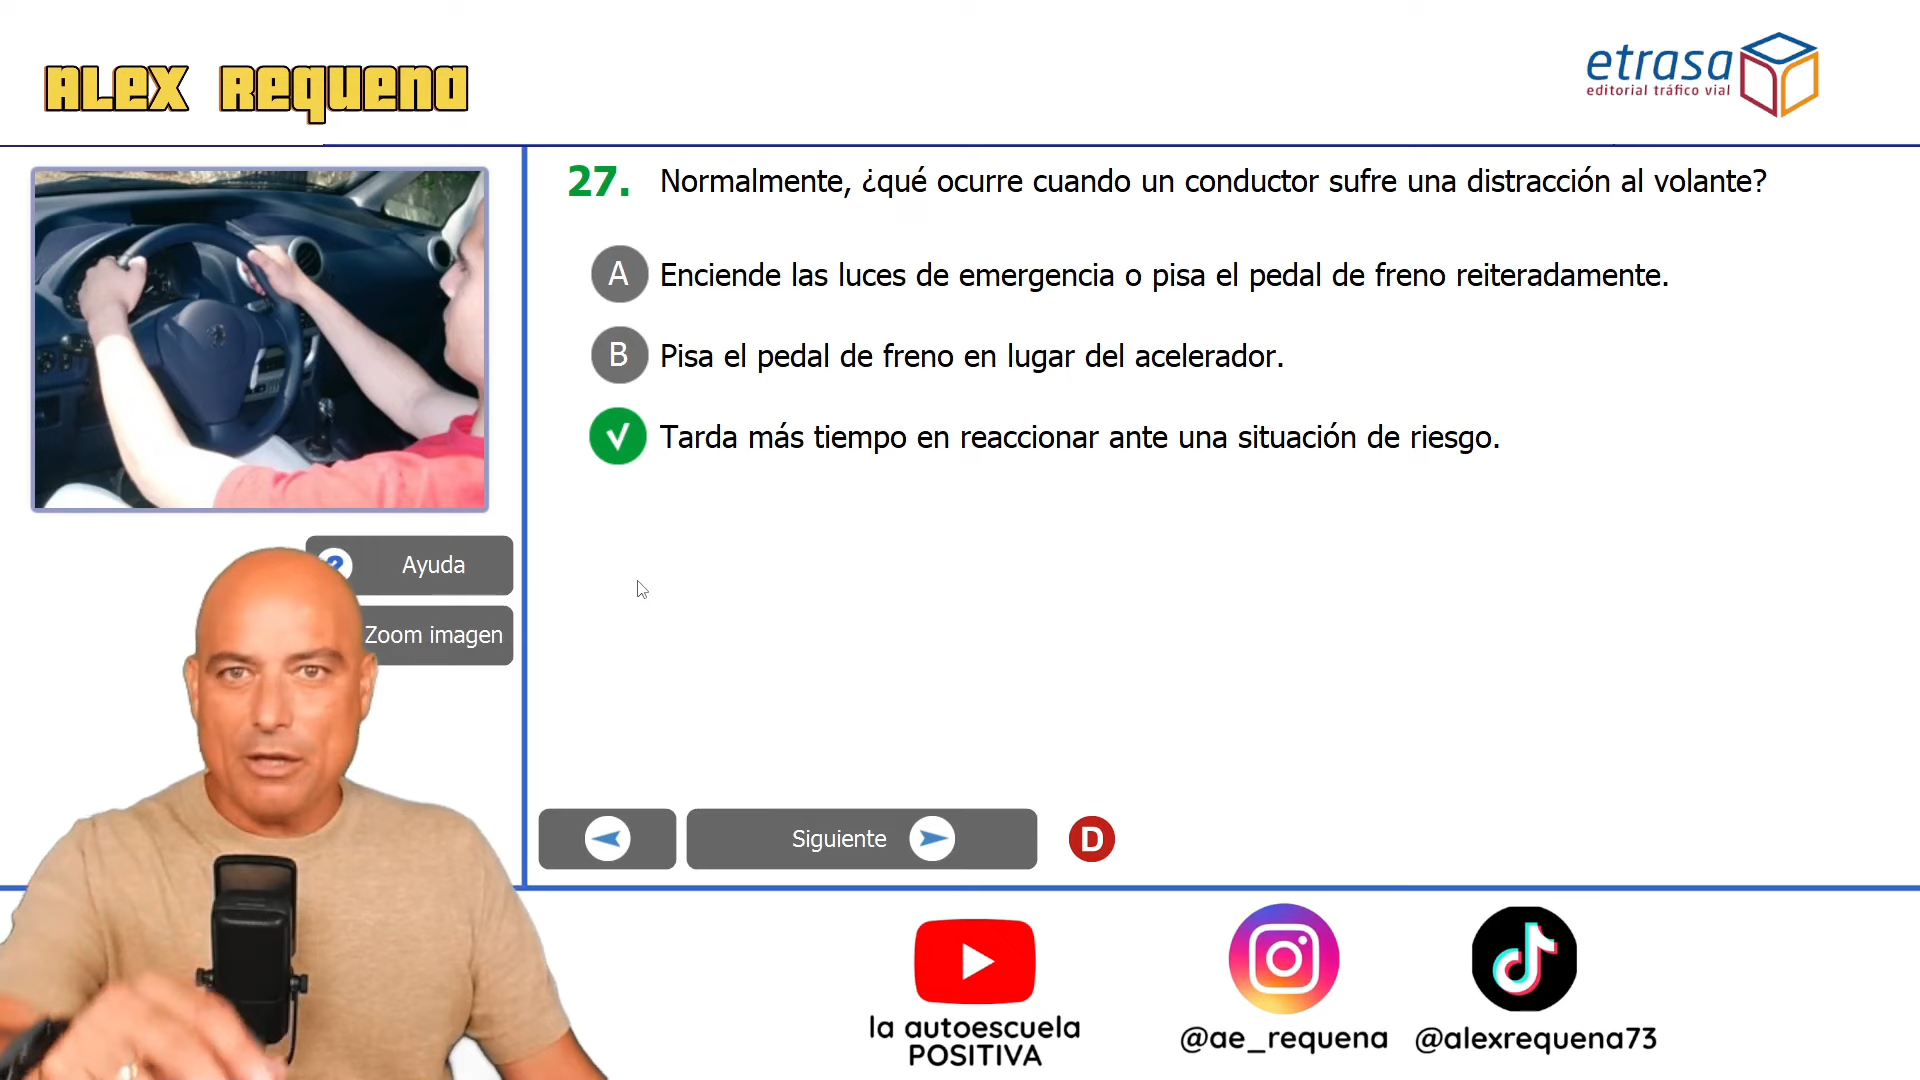 ALEX REQUENA
etrasa
editorial tráfico vial
27. Normalmente, ¿qué ocurre cuando un conductor sufre una distracción al volante?
A Enciende las luces de emergencia o pisa el pedal de freno reiteradamente.
B Pisa el pedal de freno en lugar del acelerador.
√ Tarda más tiempo en reaccionar ante una situación de riesgo.
? Ayuda
Zoom imagen
Siguiente
D
la autoescuela
POSITIVA
@ae_requena
@alexrequena73